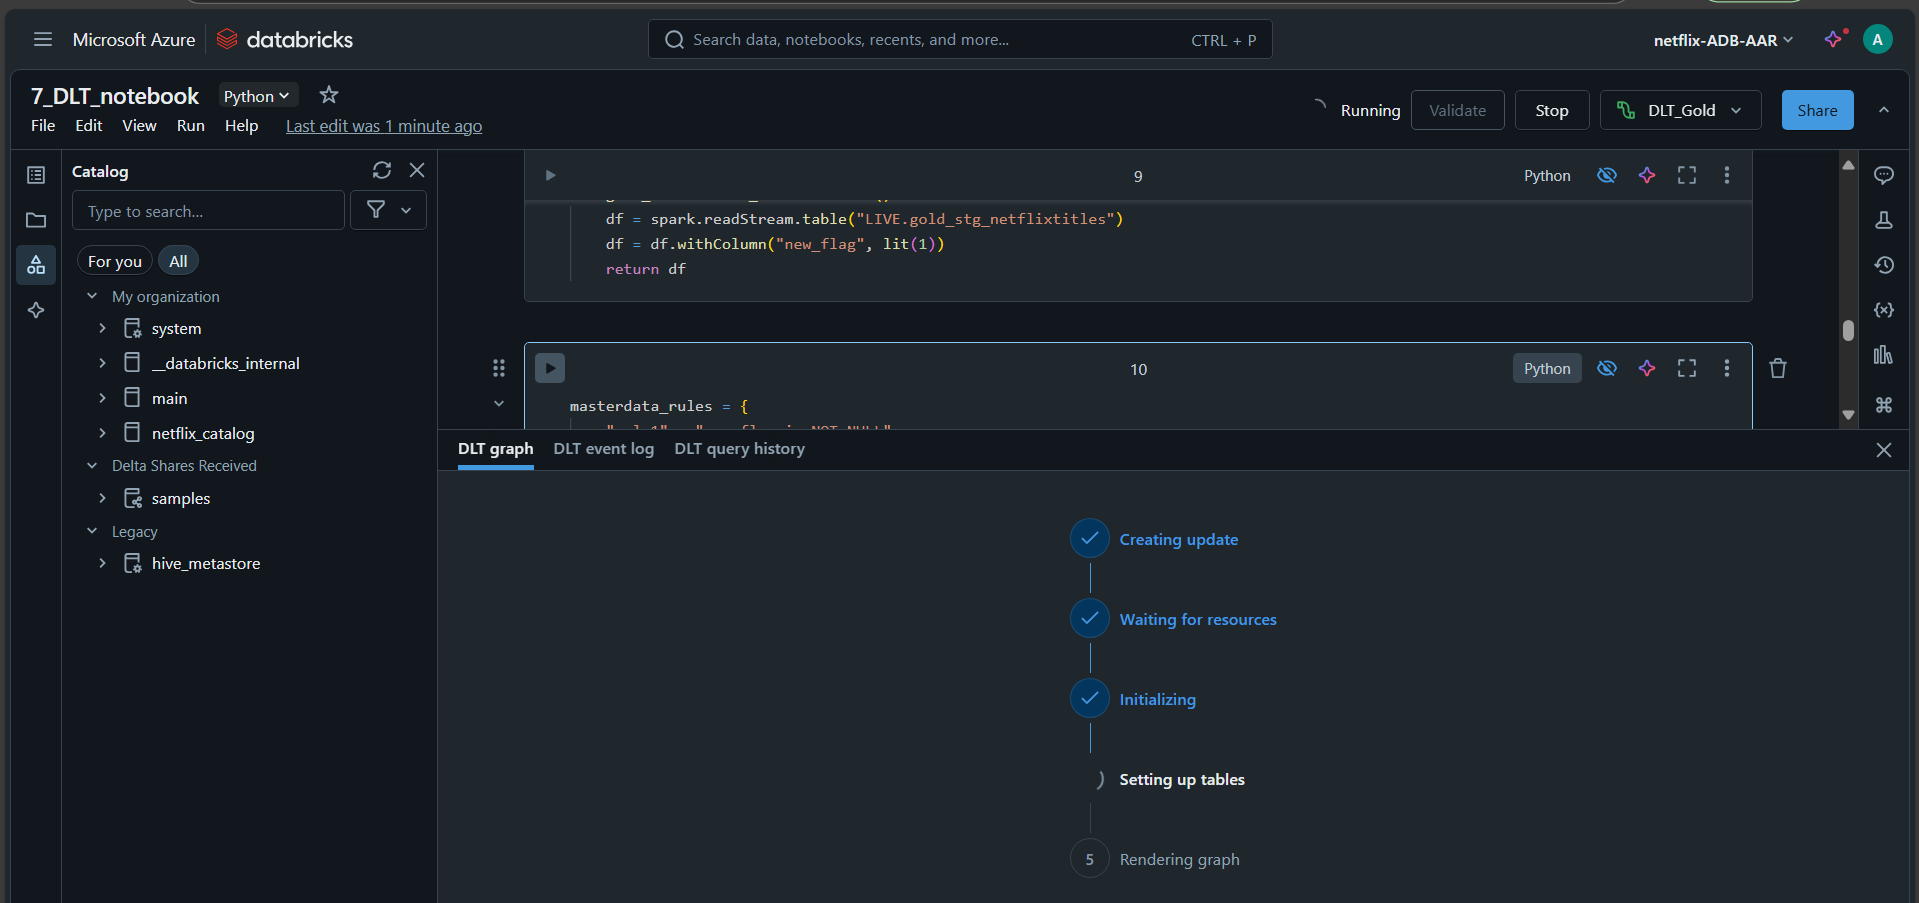 Microsoft Azure databricks
Search data, notebooks, recents, and more... CTRL + P
netflix-ADB-AAR
A
7_DLT_notebook Python
File Edit View Run Help Last edit was 1 minute ago
Running Validate Stop DLT_Gold Share
Catalog
Type to search...
For you All
My organization
system
__databricks_internal
main
netflix_catalog
Delta Shares Received
samples
Legacy
hive_metastore
9 Python
df = spark.readStream.table("LIVE.gold_stg_netflixtitles")
df = df.withColumn("new_flag", lit(1))
return df
10 Python
masterdata_rules = {
DLT graph DLT event log DLT query history
Creating update
Waiting for resources
Initializing
Setting up tables
5 Rendering graph